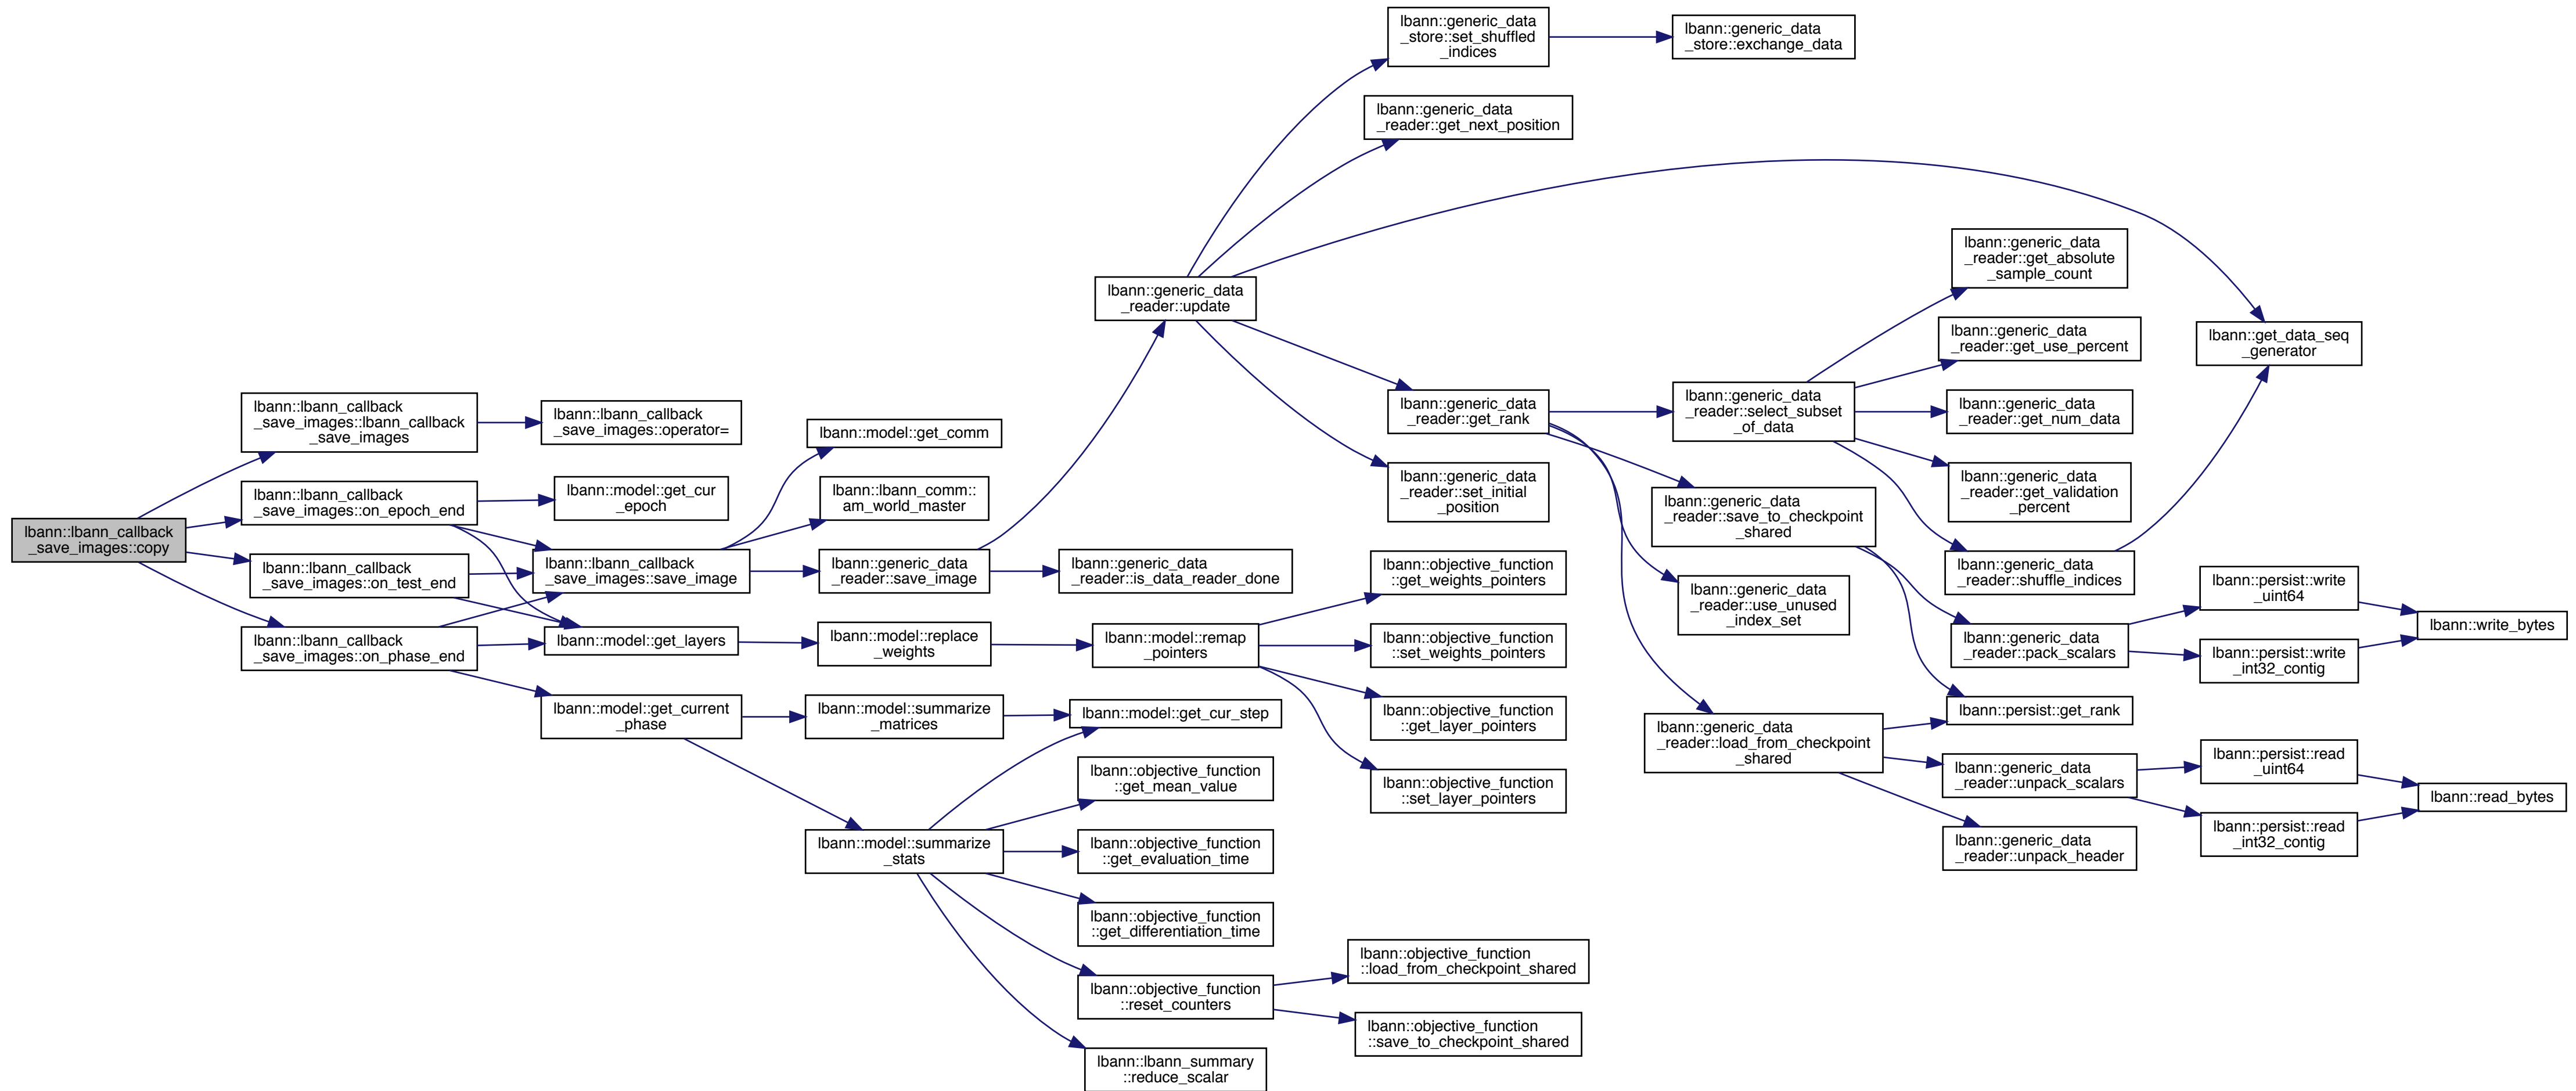 lbann::lbann_callback
_save_images::copy
lbann::lbann_callback
_save_images::lbann_callback
_save_images
lbann::lbann_callback
_save_images::on_epoch_end
lbann::lbann_callback
_save_images::on_test_end
lbann::lbann_callback
_save_images::on_phase_end
lbann::lbann_callback
_save_images::operator=
lbann::model::get_cur
_epoch
lbann::lbann_callback
_save_images::save_image
lbann::model::get_layers
lbann::model::get_current
_phase
lbann::model::get_comm
lbann::lbann_comm::
am_world_master
lbann::generic_data
_reader::save_image
lbann::model::replace
_weights
lbann::model::summarize
_matrices
lbann::model::summarize
_stats
lbann::generic_data
_reader::update
lbann::generic_data
_reader::is_data_reader_done
lbann::model::remap
_pointers
lbann::model::get_cur_step
lbann::objective_function
::get_mean_value
lbann::objective_function
::get_evaluation_time
lbann::objective_function
::get_differentiation_time
lbann::objective_function
::reset_counters
lbann::lbann_summary
::reduce_scalar
lbann::generic_data
_store::set_shuffled
_indices
lbann::generic_data
_reader::get_next_position
lbann::generic_data
_reader::get_rank
lbann::generic_data
_reader::set_initial
_position
lbann::objective_function
::get_weights_pointers
lbann::objective_function
::set_weights_pointers
lbann::objective_function
::get_layer_pointers
lbann::objective_function
::set_layer_pointers
lbann::objective_function
::load_from_checkpoint_shared
lbann::objective_function
::save_to_checkpoint_shared
lbann::generic_data
_store::exchange_data
lbann::generic_data
_reader::select_subset
_of_data
lbann::generic_data
_reader::save_to_checkpoint
_shared
lbann::generic_data
_reader::use_unused
_index_set
lbann::generic_data
_reader::load_from_checkpoint
_shared
lbann::generic_data
_reader::get_absolute
_sample_count
lbann::generic_data
_reader::get_use_percent
lbann::generic_data
_reader::get_num_data
lbann::generic_data
_reader::get_validation
_percent
lbann::generic_data
_reader::shuffle_indices
lbann::generic_data
_reader::pack_scalars
lbann::persist::get_rank
lbann::generic_data
_reader::unpack_scalars
lbann::generic_data
_reader::unpack_header
lbann::get_data_seq
_generator
lbann::persist::write
_uint64
lbann::persist::write
_int32_contig
lbann::persist::read
_uint64
lbann::persist::read
_int32_contig
lbann::write_bytes
lbann::read_bytes